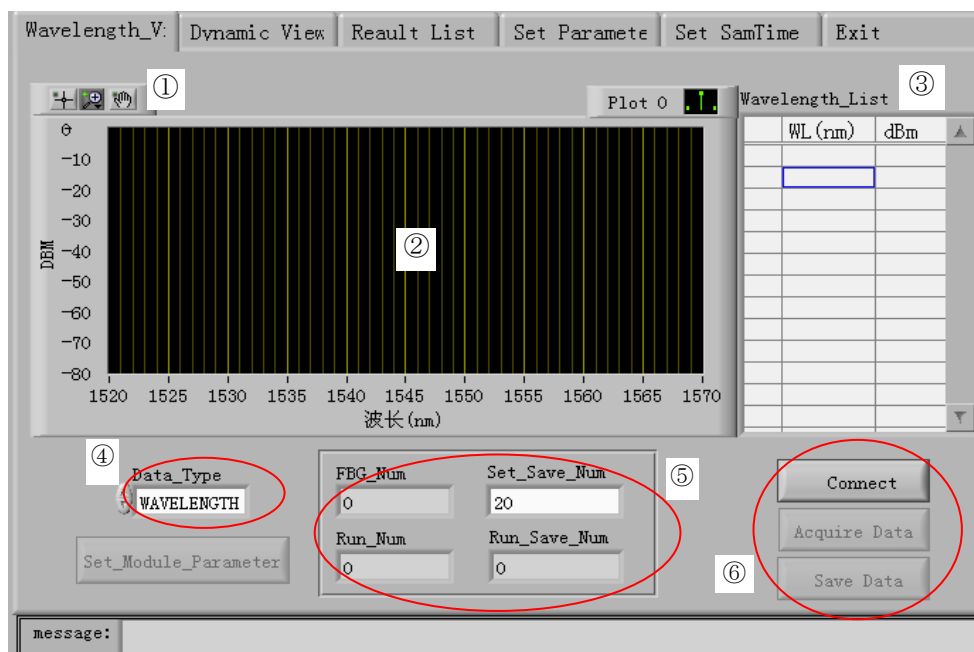 Wavelength_V: Dynamic View Reault List Set Paramete Set SamTime Exit
① Plot 0 Wavelength_List ③
WL(nm) dBm
0
-10
-20
-30
DBM -40 ②
-50
-60
-70
-80
1520 1525 1530 1535 1540 1545 1550 1555 1560 1565 1570
波长(nm)
④ Data_Type
WAVELENGTH
Set_Module_Parameter
FBG_Num Set_Save_Num ⑤
0 20
Run_Num Run_Save_Num
0 0
Connect
Acquire Data
⑥ Save Data
message: